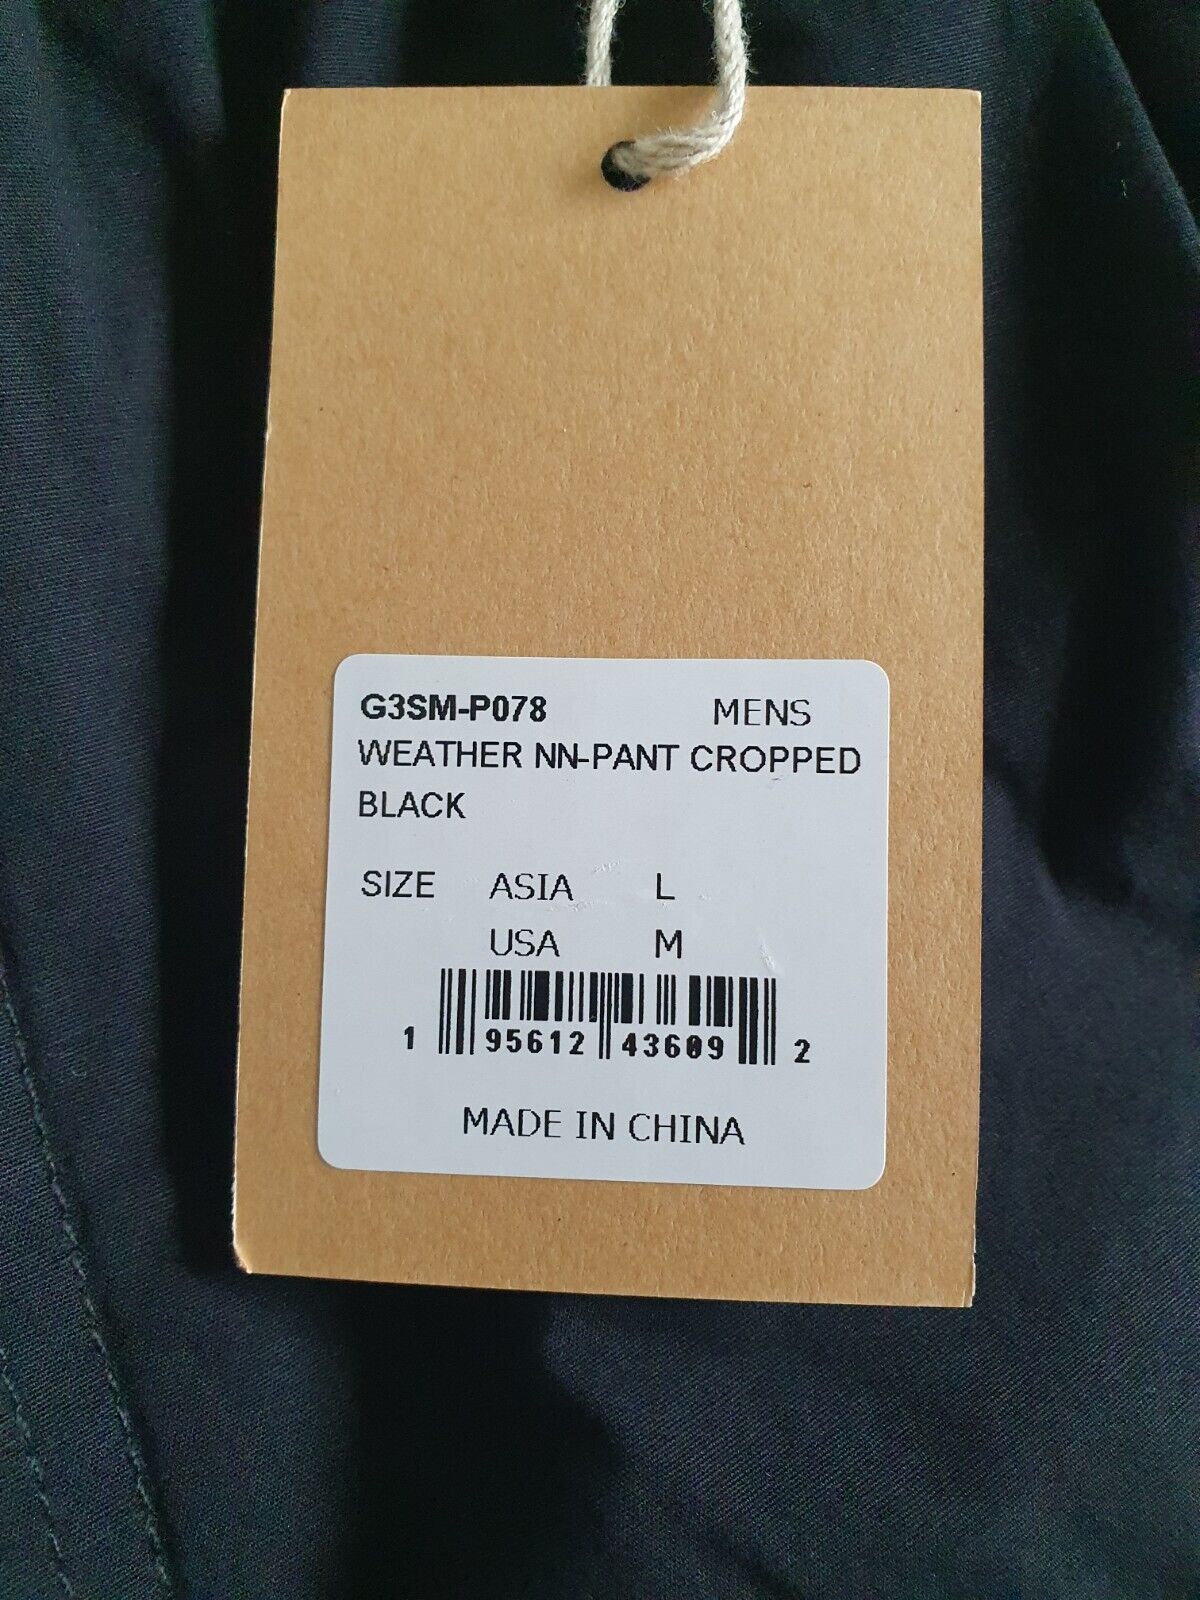 G3SM-P078 MENS
WEATHER NN-PANT CROPPED
BLACK
SIZE ASIA L
USA M
1 95612 43609 2
MADE IN CHINA